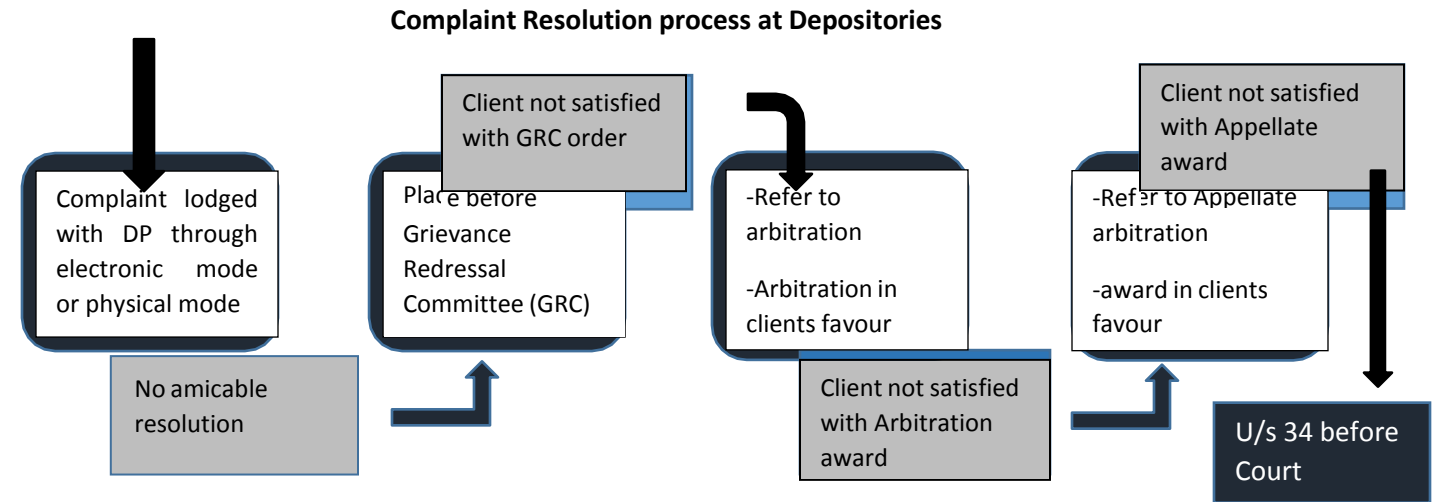 Complaint Resolution process at Depositories
Complaint lodged
with DP through
electronic mode
or physical mode
No amicable
resolution
Place before
Grievance
Redressal
Committee (GRC)
Client not satisfied
with GRC order
-Refer to
arbitration
-Arbitration in
clients favour
Client not satisfied
with Arbitration
award
-Refer to Appellate
arbitration
-award in clients
favour
Client not satisfied
with Appellate
award
U/s 34 before
Court